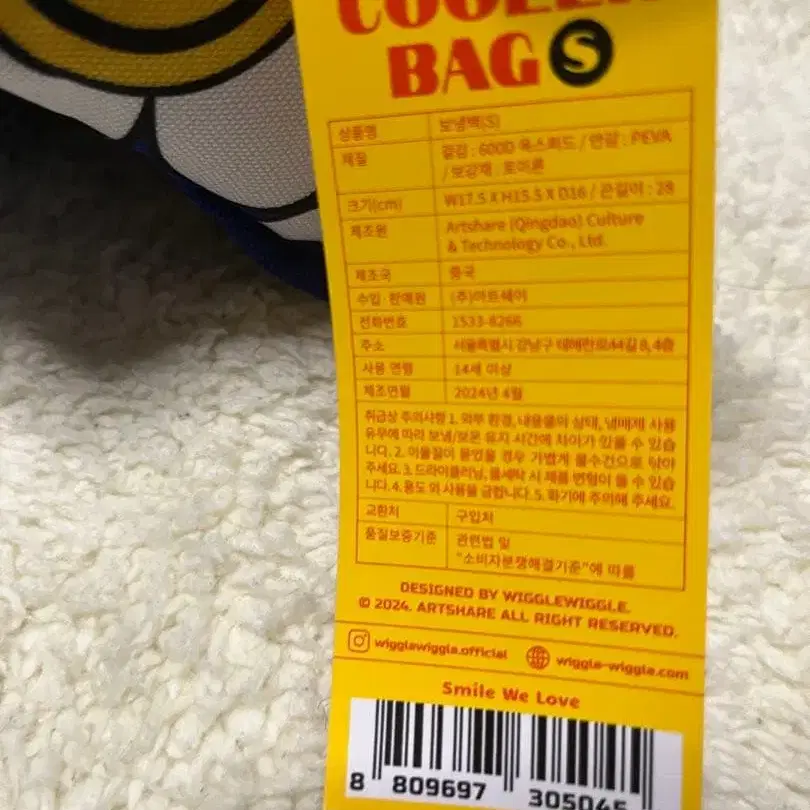 COOLER
BAG S
상품명 보냉백(S)
재질 겉감 : 600D 옥스퍼드 / 안감 : PEVA
/ 보강재 : 토이론
크기(cm) W17.5 X H15.5 X D16 / 끈길이 : 28
제조원 Artshare (Qingdao) Culture
& Technology Co., Ltd.
제조국 중국
수입 판매원 (주)아트쉐어
전화번호 1533-8266
주소 서울특별시 강남구 테헤란로44길 8, 4층
사용 연령 14세 이상
제조연월 2024년 4월
취급상 주의사항 1. 외부 환경, 내용물의 상태, 냉매제 사용
유무에 따라 보냉/보온 유지 시간에 차이가 있을 수 있습
니다. 2. 이물질이 묻었을 경우 가볍게 물수건으로 닦아
주세요. 3. 드라이클리닝, 물세탁 시 제품 변형이 올 수 있습
니다. 4. 용도 외 사용을 금합니다. 5. 화기에 주의해 주세요.
교환처 구입처
품질보증기준 관련법 및
"소비자분쟁해결기준"에 따름
DESIGNED BY WIGGLEWIGGLE.
© 2024. ARTSHARE ALL RIGHT RESERVED.
wigglewiggle.official wiggle-wiggle.com
Smile We Love
8 809697 305045